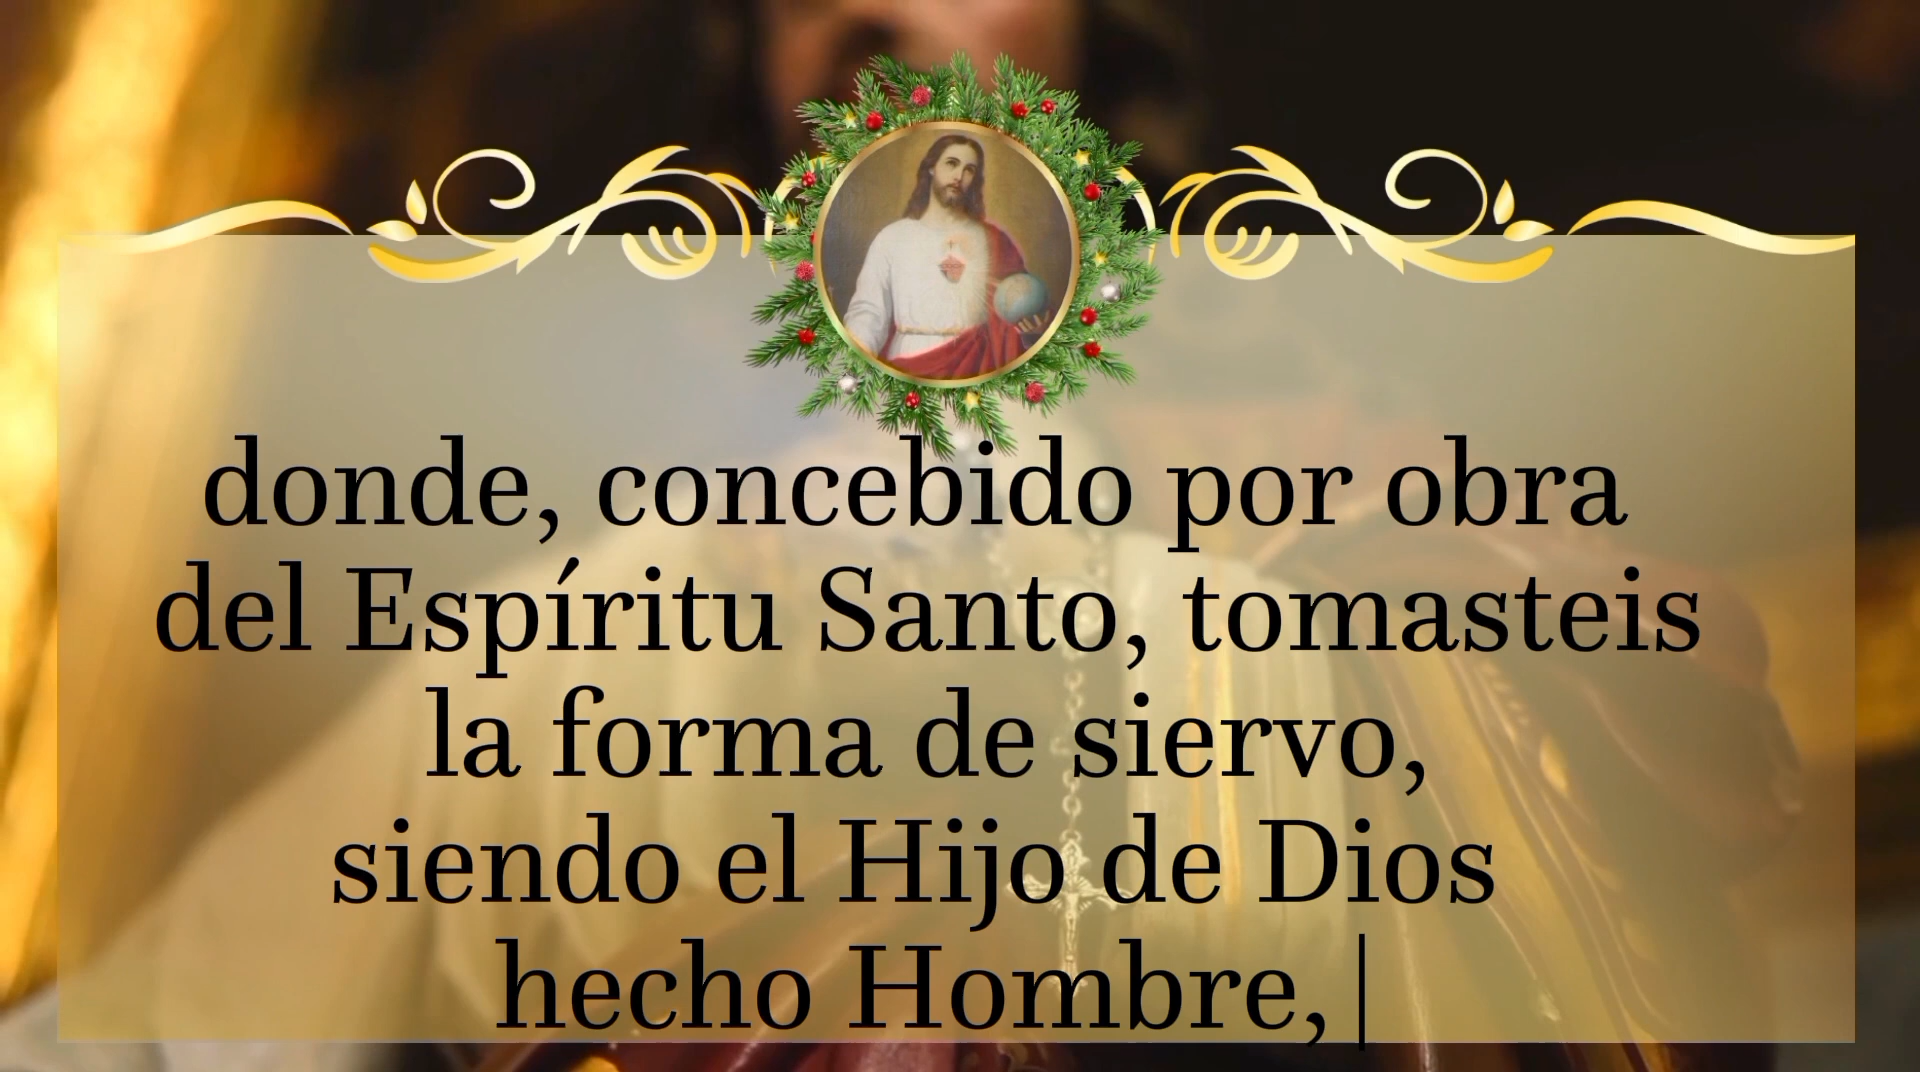 donde, concebido por obra
del Espíritu Santo, tomasteis
la forma de siervo,
siendo el Hijo de Dios
hecho Hombre,|